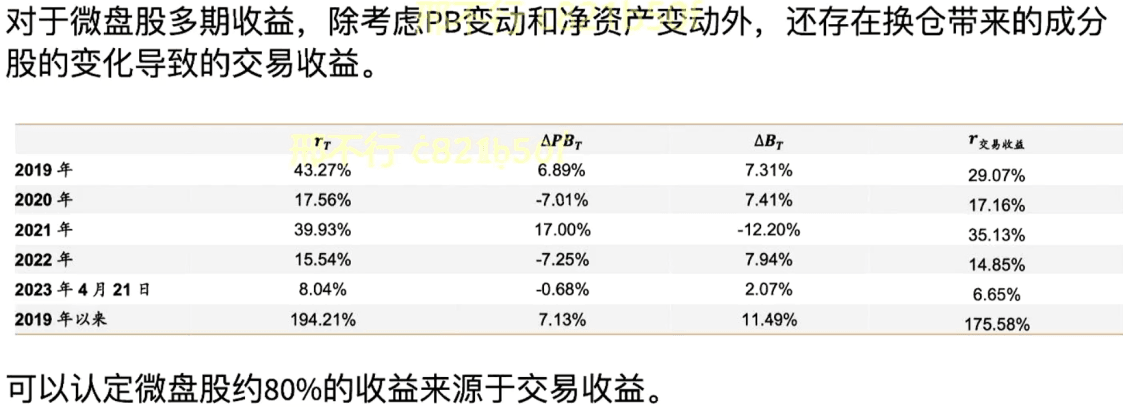 对于微盘股多期收益，除考虑PB变动和净资产变动外，还存在换仓带来的成分
股的变化导致的交易收益。
r_T ΔPB_T ΔB_T r_交易收益
2019 年 43.27% 6.89% 7.31% 29.07%
2020 年 17.56% -7.01% 7.41% 17.16%
2021 年 39.93% 17.00% -12.20% 35.13%
2022 年 15.54% -7.25% 7.94% 14.85%
2023 年 4 月 21 日 8.04% -0.68% 2.07% 6.65%
2019 年以来 194.21% 7.13% 11.49% 175.58%
可以认定微盘股约80%的收益来源于交易收益。